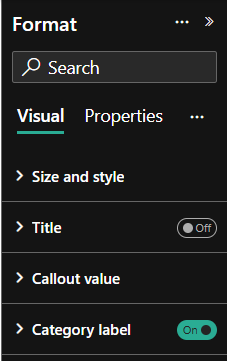 Format
Search
Visual Properties
Size and style
Title Off
Callout value
Category label On